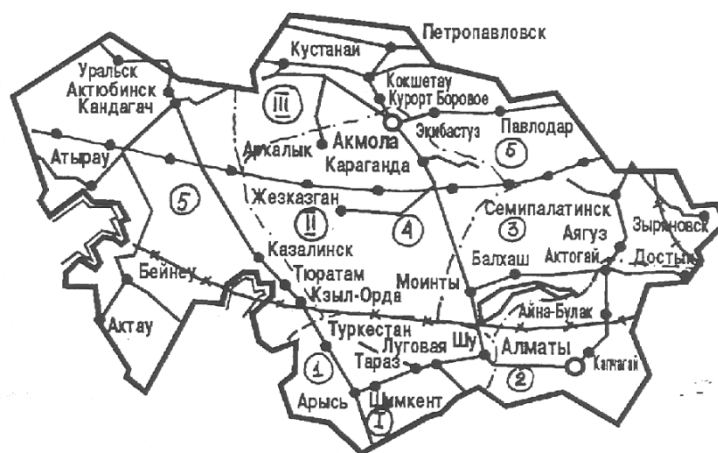 Петропавловск
Кустанай
Уральск
Актюбинск
Кандагач
Кокшетау
Курорт Боровое
III
Акмола
Экибастуз
Павлодар
Аркалык
Караганда
6
Атырау
5
Жезказган
II
4
3
Семипалатинск
Зыряновск
Аягуз
Казалинск
Балхаш
Актогай
Достык
Бейнеу
Тюратам
Моинты
Кзыл-Орда
Айна-Булак
Актау
Туркестан
Шу
Алматы
Луговая
Тараз
Капчагай
1
2
Арысь
Шимкент
I